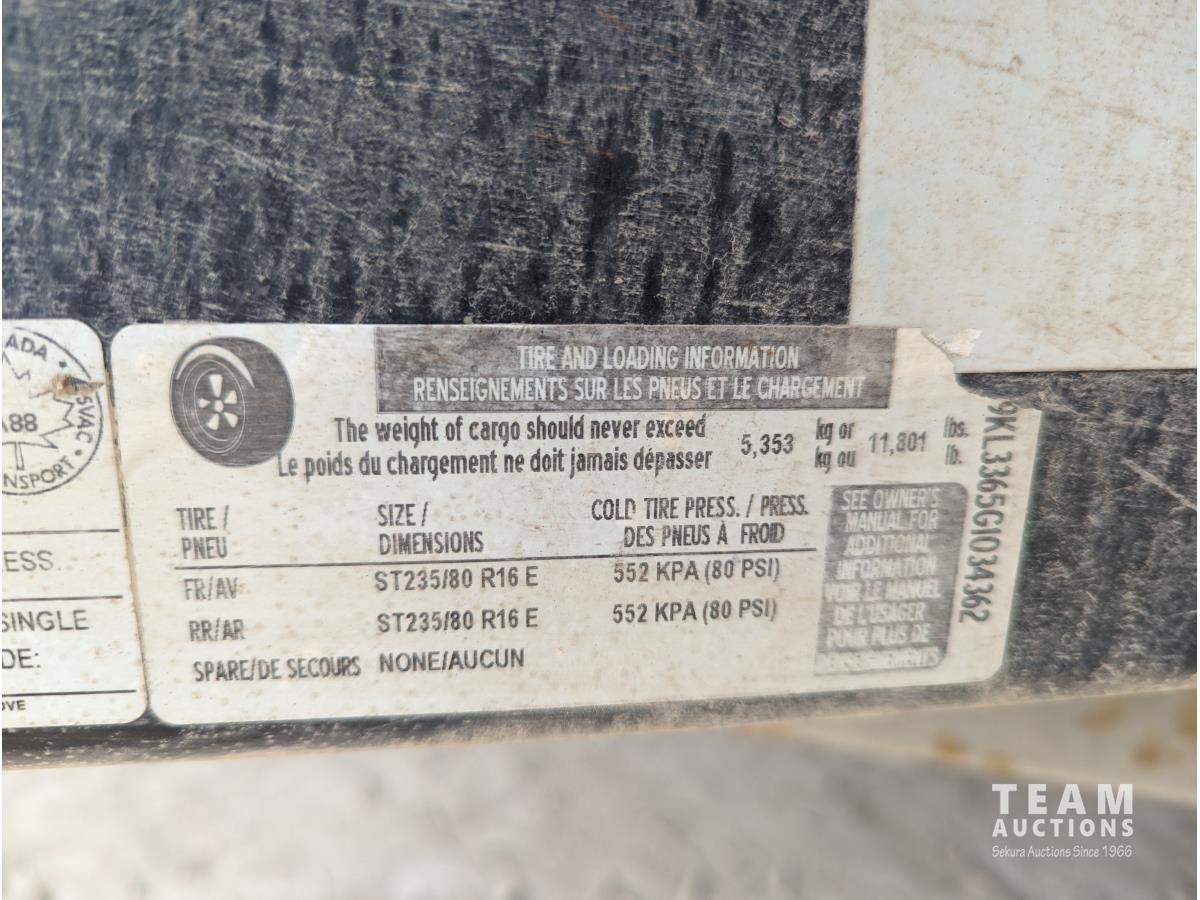 ADA
SVAC
A88
NSPORT
ESS
SINGLE
DE:
OVE
TIRE AND LOADING INFORMATION
RENSEIGNEMENTS SUR LES PNEUS ET LE CHARGEMENT
The weight of cargo should never exceed
Le poids du chargement ne doit jamais dépasser
5,353 kg or 11,801 lbs.
kg ou lb.
TIRE / SIZE / COLD TIRE PRESS. / PRESS.
PNEU DIMENSIONS DES PNEUS À FROID
FR/AV ST235/80 R16 E 552 KPA (80 PSI)
RR/AR ST235/80 R16 E 552 KPA (80 PSI)
SPARE/DE SECOURS NONE/AUCUN
SEE OWNER'S
MANUAL FOR
ADDITIONAL
INFORMATION
VOIR LE MANUEL
DE L'USAGER
POUR PLUS DE
RENSEIGNEMENTS
9KL3365G1034362
TEAM
AUCTIONS
Sekura Auctions Since 1966